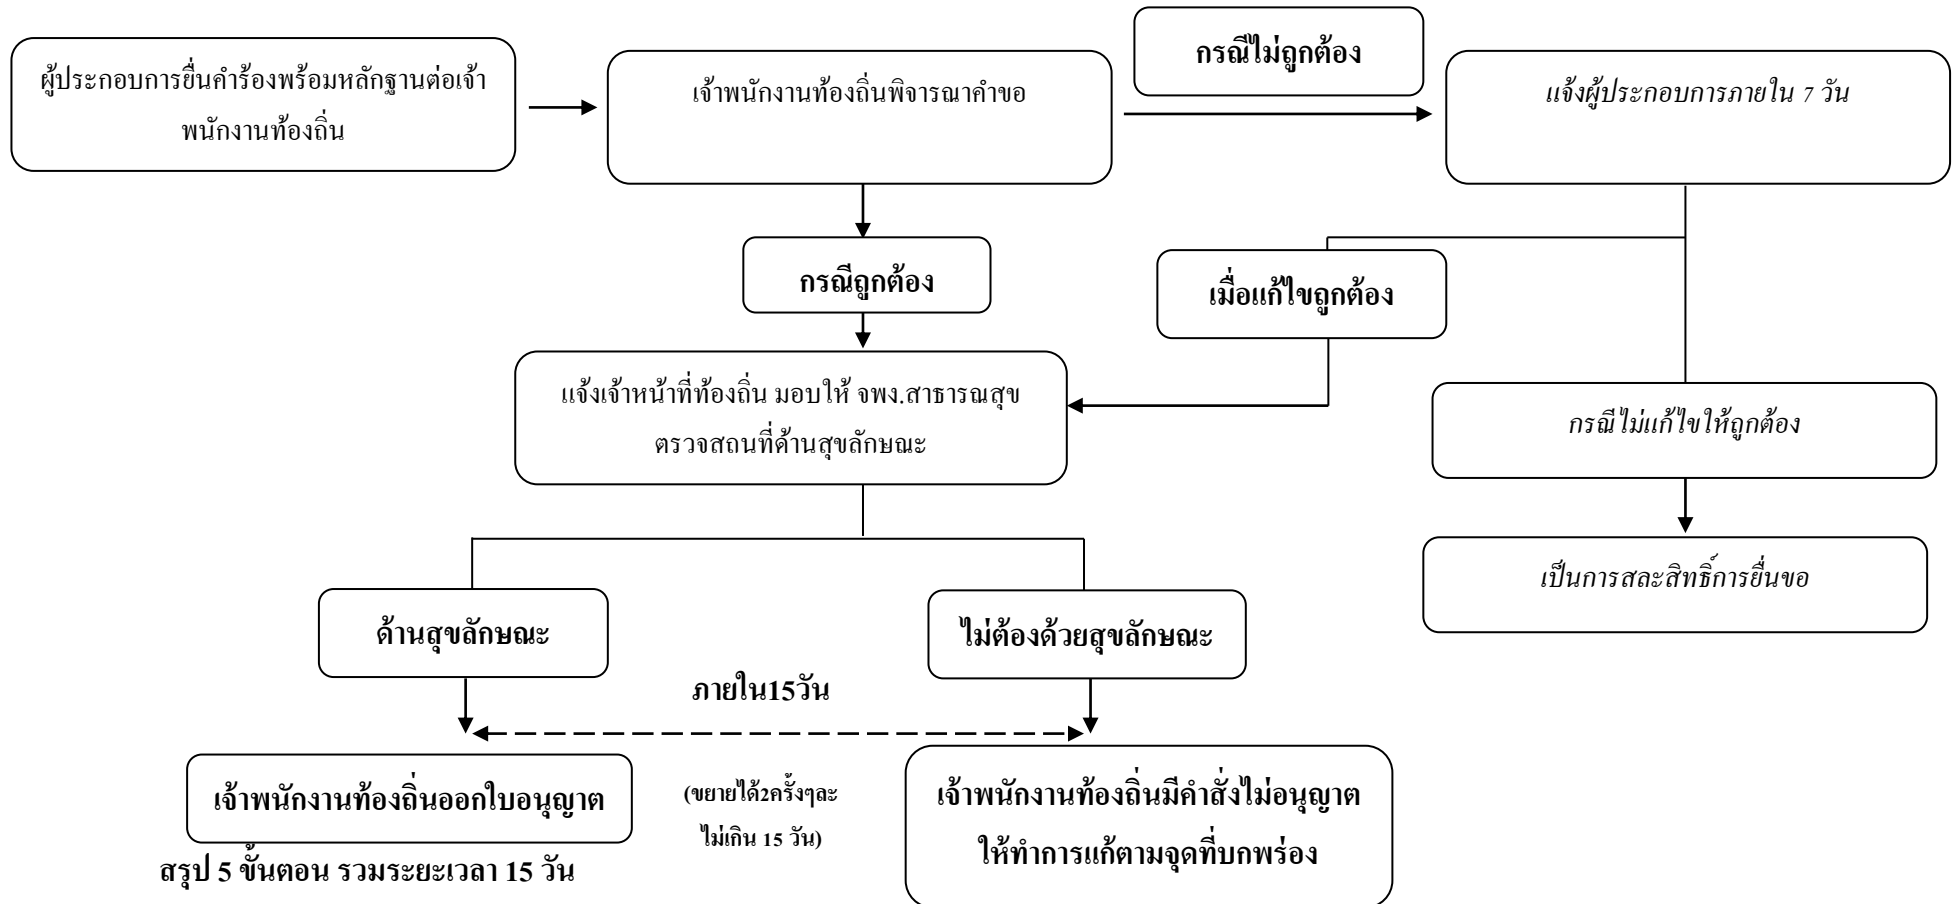 กรณีไม่ถูกต้อง
ผู้ประกอบการยื่นคำร้องพร้อมหลักฐานต่อเจ้า
พนักงานท้องถิ่น
เจ้าพนักงานท้องถิ่นพิจารณาคำขอ
แจ้งผู้ประกอบการภายใน 7 วัน
กรณีถูกต้อง
เมื่อแก้ไขถูกต้อง
แจ้งเจ้าหน้าที่ท้องถิ่น มอบให้ จพง.สาธารณสุข
ตรวจสถนที่ด้านสุขลักษณะ
กรณีไม่แก้ไขให้ถูกต้อง
เป็นการสละสิทธิ์การยื่นขอ
ด้านสุขลักษณะ
ไม่ต้องด้วยสุขลักษณะ
ภายใน15วัน
เจ้าพนักงานท้องถิ่นออกใบอนุญาต
(ขยายได้2ครั้งๆละ
ไม่เกิน 15 วัน)
เจ้าพนักงานท้องถิ่นมีคำสั่งไม่อนุญาต
ให้ทำการแก้ตามจุดที่บกพร่อง
สรุป 5 ขั้นตอน รวมระยะเวลา 15 วัน